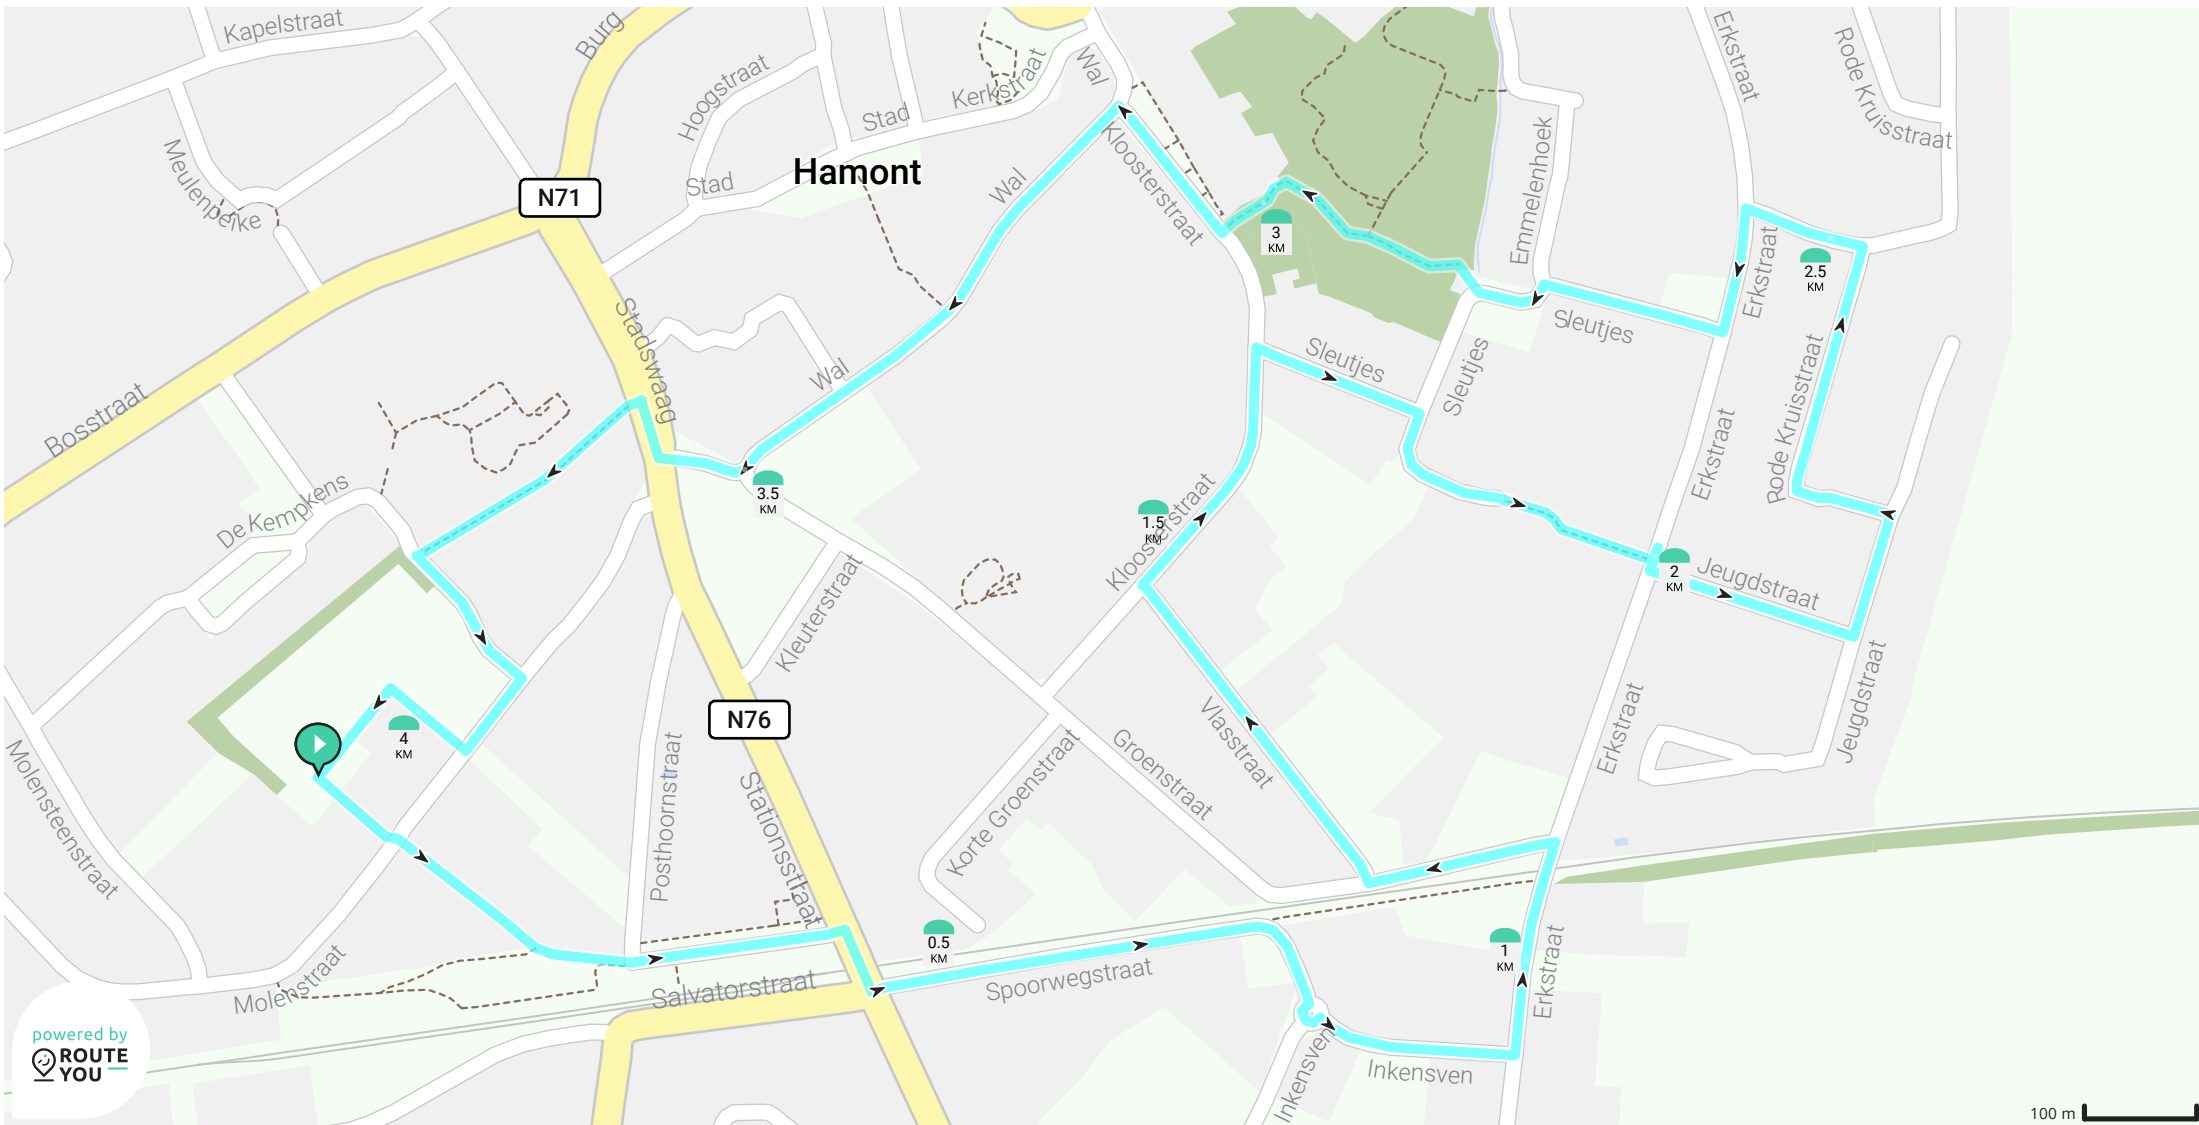 Kapelstraat
Burg
Hoogstraat
Stad
Kerkstraat
Wal
Erkstraat
Rode Kruisstraat
Meulenpeike
N71
Stad
Hamont
Wal
Kloosterstraat
Emmelenhoek
3
KM
Erkstraat
2.5
KM
Stadswaag
Sleutjes
Sleutjes
Sleutjes
Wal
Rode Kruisstraat
Bosstraat
Erkstraat
De Kempkens
3.5
KM
Kloosterstraat
1.5
KM
2
KM
Jeugdstraat
Kleuterstraat
N76
4
KM
Vlasstraat
Erkstraat
Jeugdstraat
Molensteenstraat
Posthoornstraat
Stationsstraat
Korte Groenstraat
Groenstraat
0.5
KM
1
KM
Erkstraat
Molenstraat
Salvatorstraat
Spoorwegstraat
Inkensven
Inkensven
powered by
ROUTE
YOU
100 m